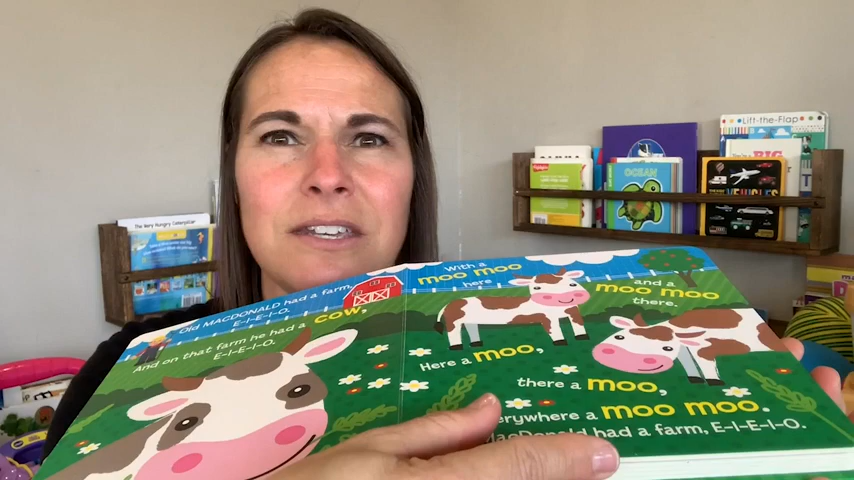 Old MACDONALD had a farm,
E-I-E-I-O.
And on that farm he had a cow,
E-I-E-I-O.
With a
moo moo
here
and a
moo moo
there.
Here a moo,
there a moo,
everywhere a moo moo.
MacDonald had a farm, E-I-E-I-O.
The Very Hungry Caterpillar
Highlights
OCEAN
Lift-the-Flap
BIG
VEHICLES